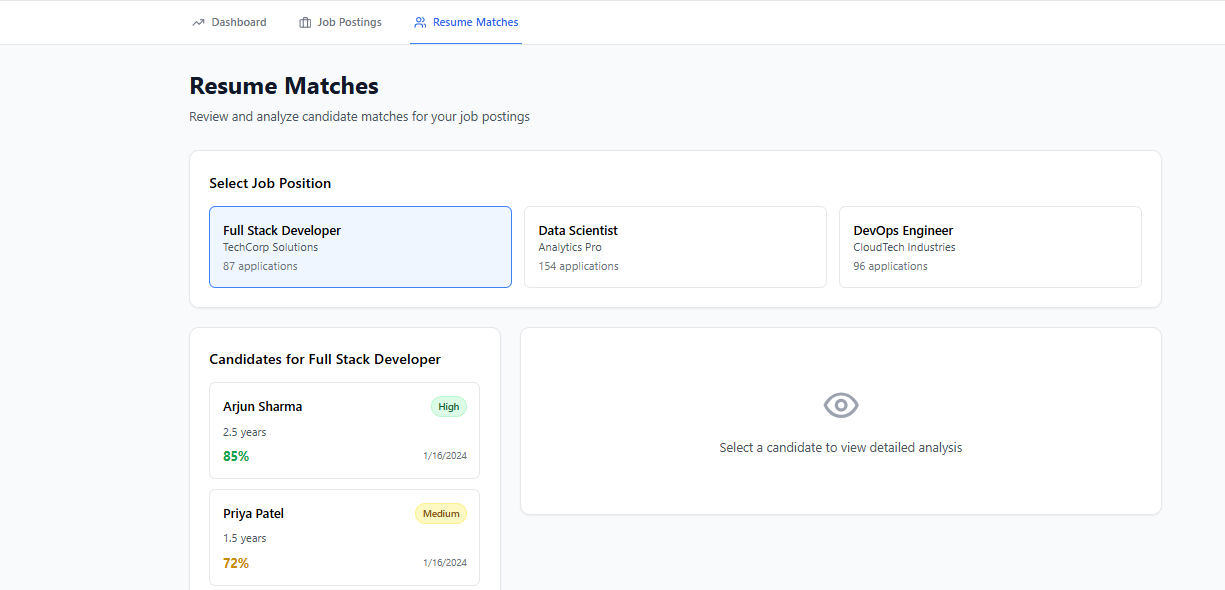 Dashboard
Job Postings
Resume Matches
Resume Matches
Review and analyze candidate matches for your job postings
Select Job Position
Full Stack Developer
TechCorp Solutions
87 applications
Data Scientist
Analytics Pro
154 applications
DevOps Engineer
CloudTech Industries
96 applications
Candidates for Full Stack Developer
Arjun Sharma
High
2.5 years
85%
1/16/2024
Priya Patel
Medium
1.5 years
72%
1/16/2024
Select a candidate to view detailed analysis